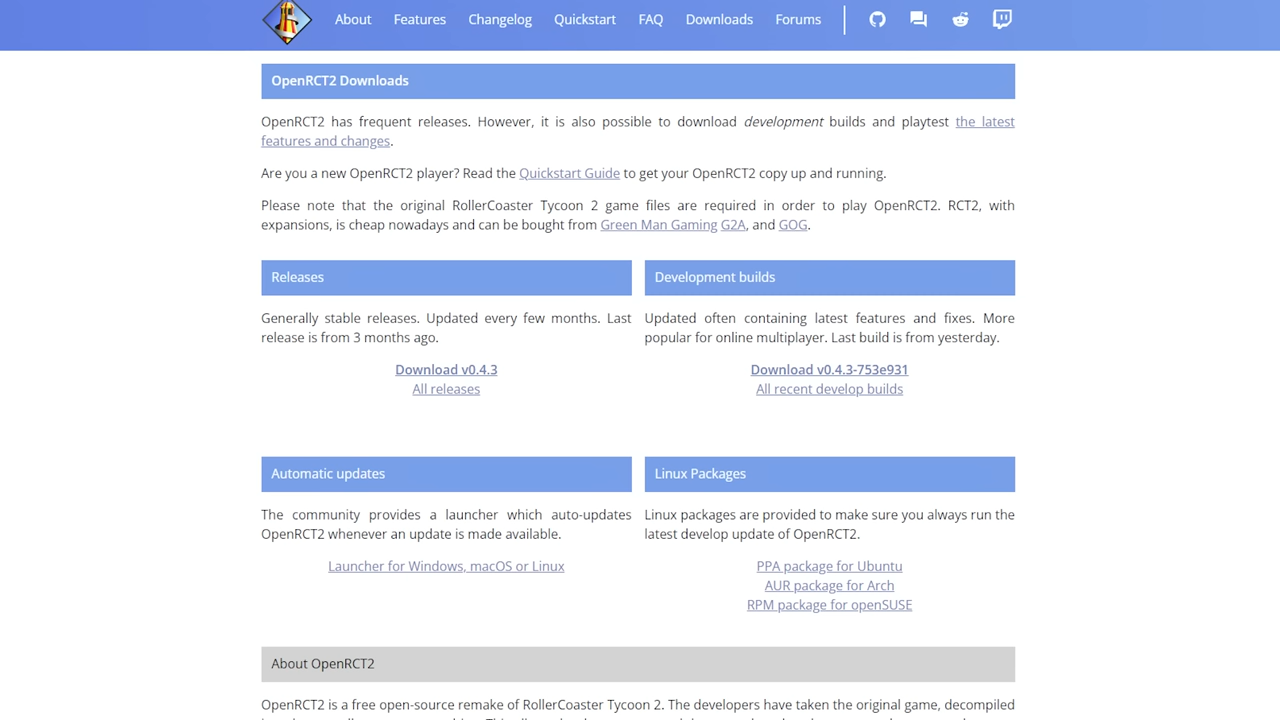 About Features Changelog Quickstart FAQ Downloads Forums
OpenRCT2 Downloads
OpenRCT2 has frequent releases. However, it is also possible to download development builds and playtest the latest
features and changes.
Are you a new OpenRCT2 player? Read the Quickstart Guide to get your OpenRCT2 copy up and running.
Please note that the original RollerCoaster Tycoon 2 game files are required in order to play OpenRCT2. RCT2, with
expansions, is cheap nowadays and can be bought from Green Man Gaming G2A, and GOG.
Releases
Generally stable releases. Updated every few months. Last
release is from 3 months ago.
Download v0.4.3
All releases
Development builds
Updated often containing latest features and fixes. More
popular for online multiplayer. Last build is from yesterday.
Download v0.4.3-753e931
All recent develop builds
Automatic updates
The community provides a launcher which auto-updates
OpenRCT2 whenever an update is made available.
Launcher for Windows, macOS or Linux
Linux Packages
Linux packages are provided to make sure you always run the
latest develop update of OpenRCT2.
PPA package for Ubuntu
AUR package for Arch
RPM package for openSUSE
About OpenRCT2
OpenRCT2 is a free open-source remake of RollerCoaster Tycoon 2. The developers have taken the original game, decompiled